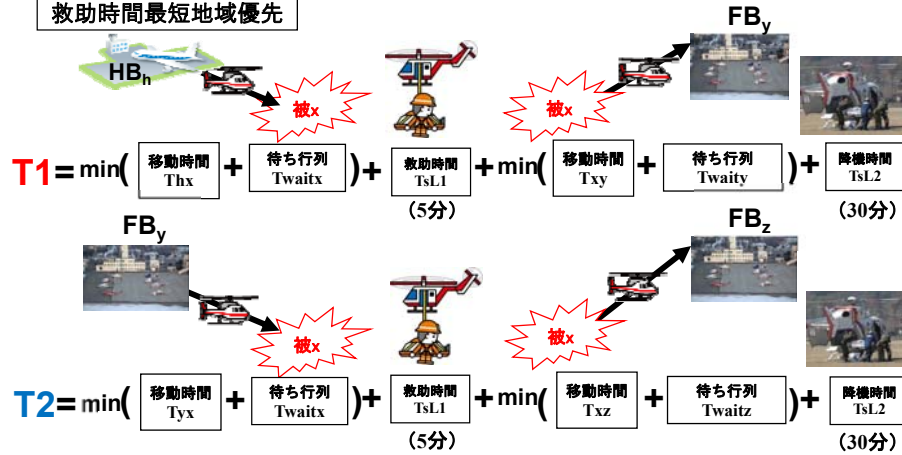 救助時間最短地域優先
HBh
被x
被x
FBy
T1=min( 移動時間 Thx + 待ち行列 Twaitx )+ 救助時間 TsL1 +min( 移動時間 Txy + 待ち行列 Twaity )+ 降機時間 TsL2
(5分) (30分)
FBy
被x
被x
FBz
T2=min( 移動時間 Tyx + 待ち行列 Twaitx )+ 救助時間 TsL1 +min( 移動時間 Txz + 待ち行列 Twaitz )+ 降機時間 TsL2
(5分) (30分)